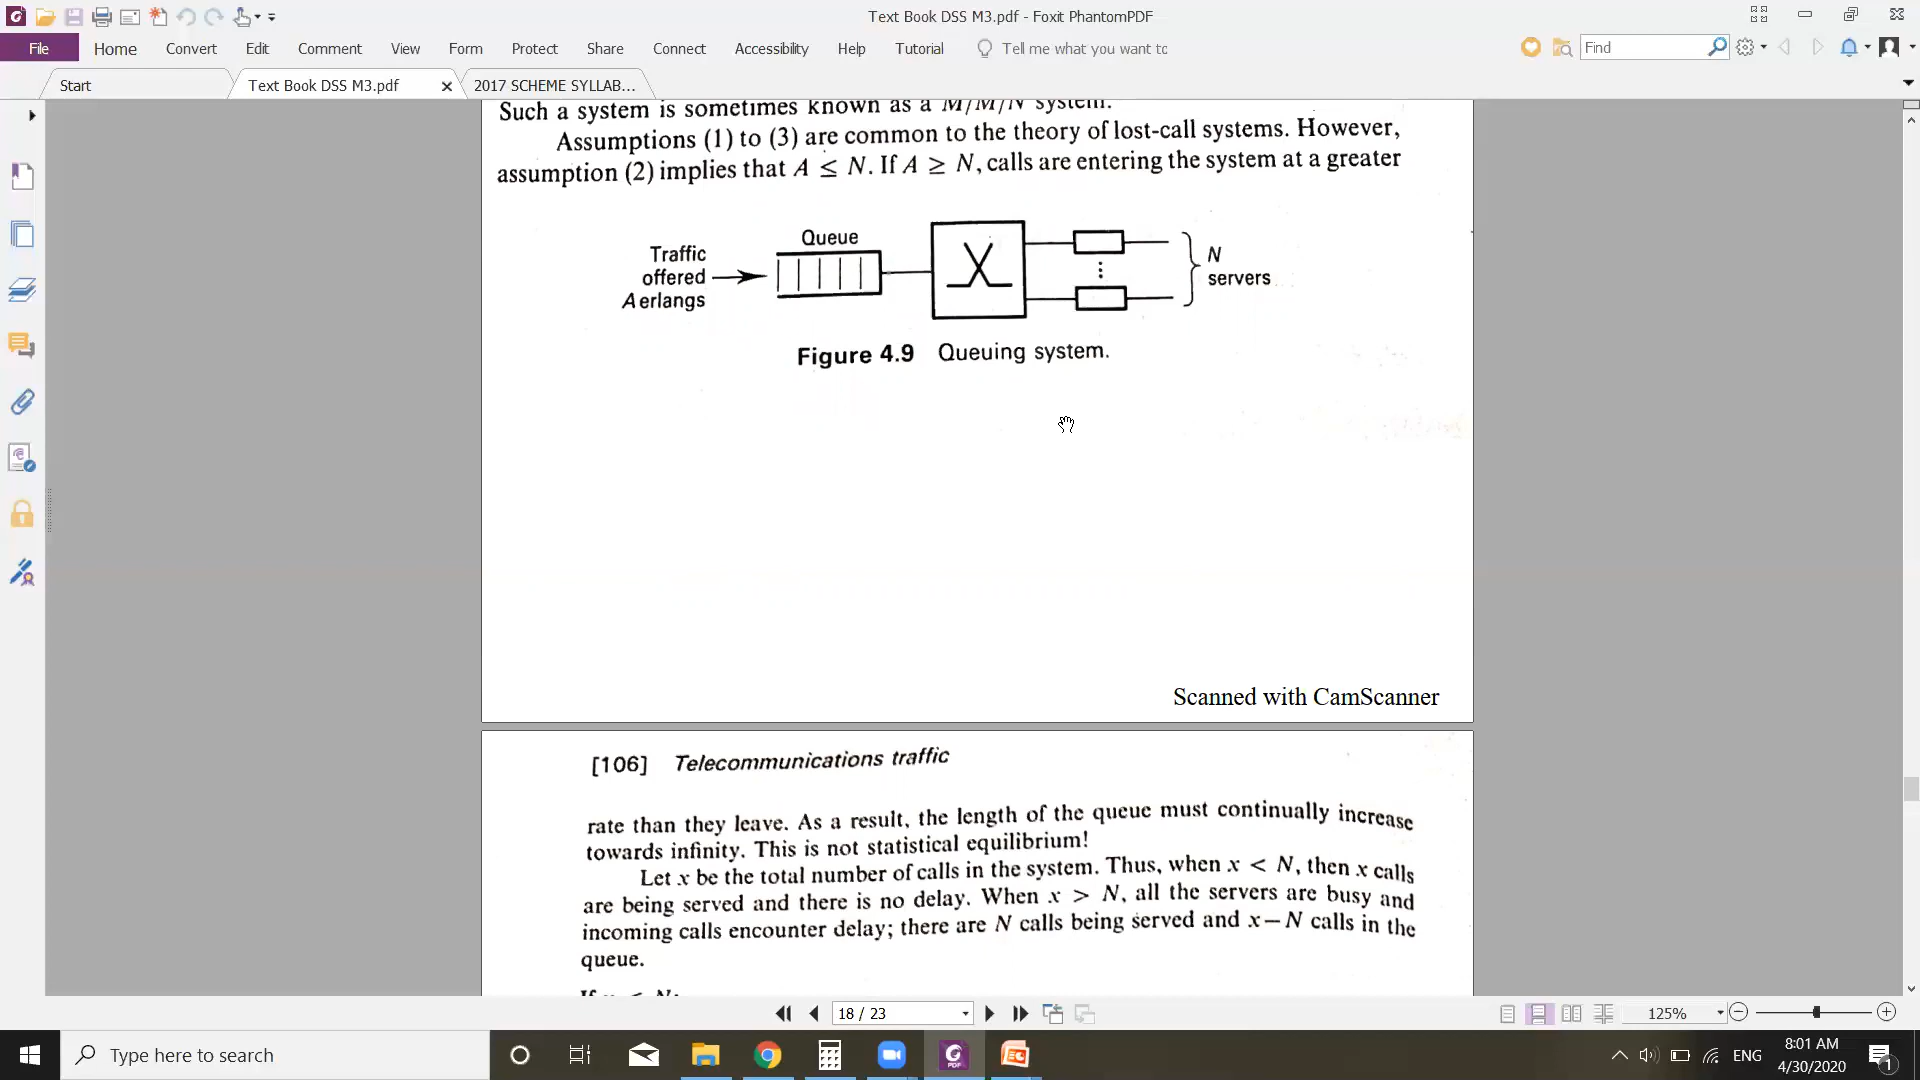 Text Book DSS M3.pdf - Foxit PhantomPDF
File Home Convert Edit Comment View Form Protect Share Connect Accessibility Help Tutorial Tell me what you want to Find
Start Text Book DSS M3.pdf 2017 SCHEME SYLLAB...
Such a system is sometimes known as a M/M/N system.
Assumptions (1) to (3) are common to the theory of lost-call systems. However,
assumption (2) implies that A ≤ N. If A ≥ N, calls are entering the system at a greater
Queue
Traffic
offered
A erlangs
N
servers
Figure 4.9 Queuing system.
Scanned with CamScanner
[106] Telecommunications traffic
rate than they leave. As a result, the length of the queue must continually increase
towards infinity. This is not statistical equilibrium!
Let x be the total number of calls in the system. Thus, when x < N, then x calls
are being served and there is no delay. When x > N, all the servers are busy and
incoming calls encounter delay; there are N calls being served and x−N calls in the
queue.
18 / 23
125%
Type here to search
ENG
8:01 AM
4/30/2020
1